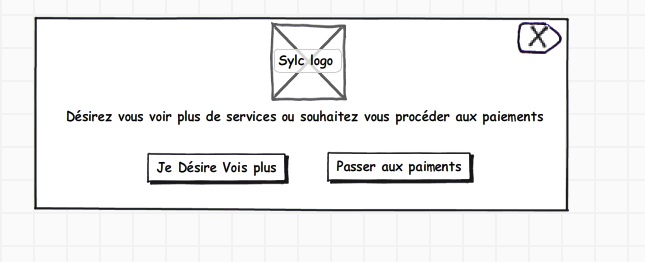 Sylc logo
X
Désirez vous voir plus de services ou souhaitez vous procéder aux paiements
Je Désire Vois plus
Passer aux paiments